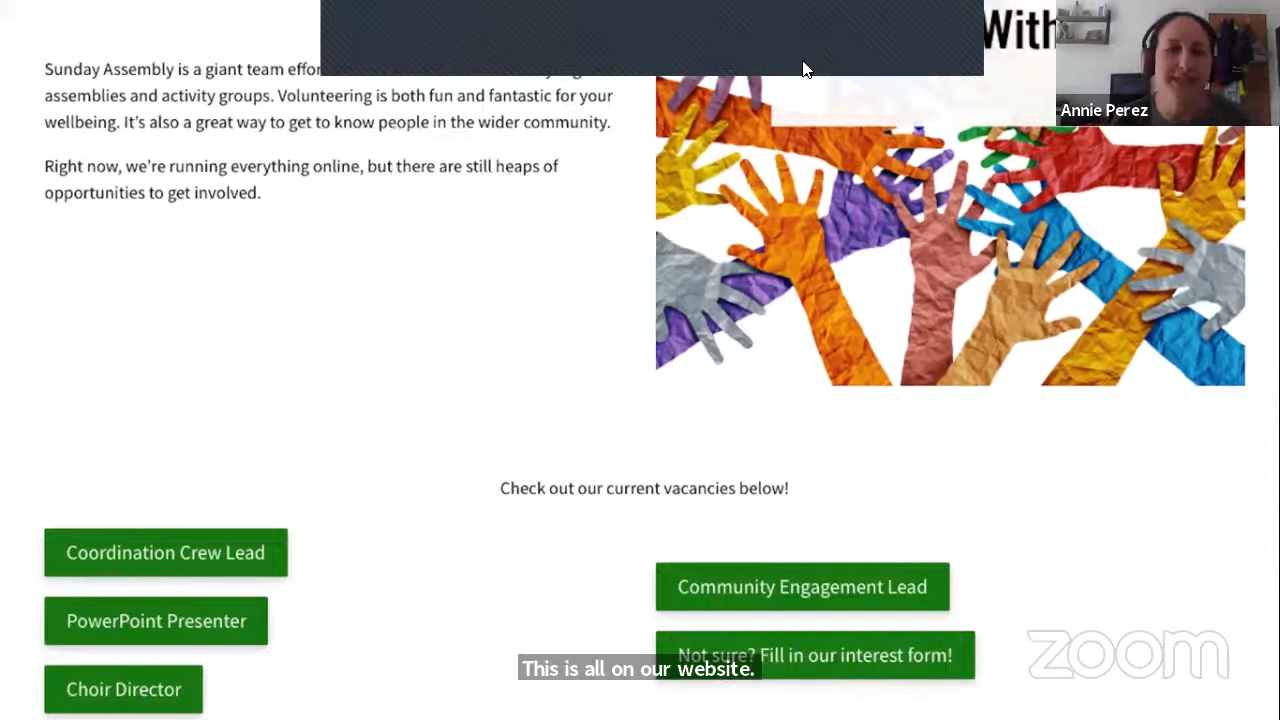 With
Annie Perez
Sunday Assembly is a giant team effor
assemblies and activity groups. Volunteering is both fun and fantastic for your
wellbeing. It’s also a great way to get to know people in the wider community.
Right now, we’re running everything online, but there are still heaps of
opportunities to get involved.
Check out our current vacancies below!
Coordination Crew Lead
PowerPoint Presenter
Choir Director
Community Engagement Lead
Not sure? Fill in our interest form!
This is all on our website.
zoom